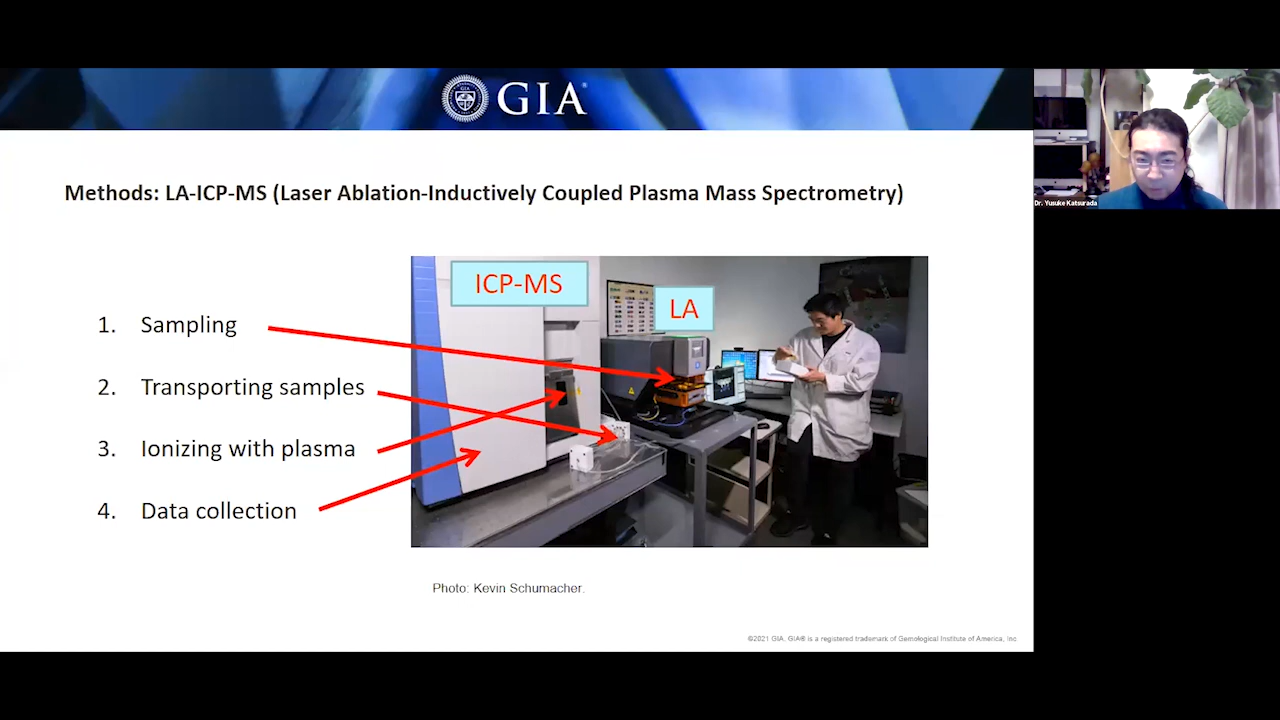 GIA
Methods: LA-ICP-MS (Laser Ablation-Inductively Coupled Plasma Mass Spectrometry)
ICP-MS
LA
1. Sampling
2. Transporting samples
3. Ionizing with plasma
4. Data collection
Photo: Kevin Schumacher.
©2021 GIA. GIA® is a registered trademark of Gemological Institute of America, Inc.
Dr. Yusuke Katsurada